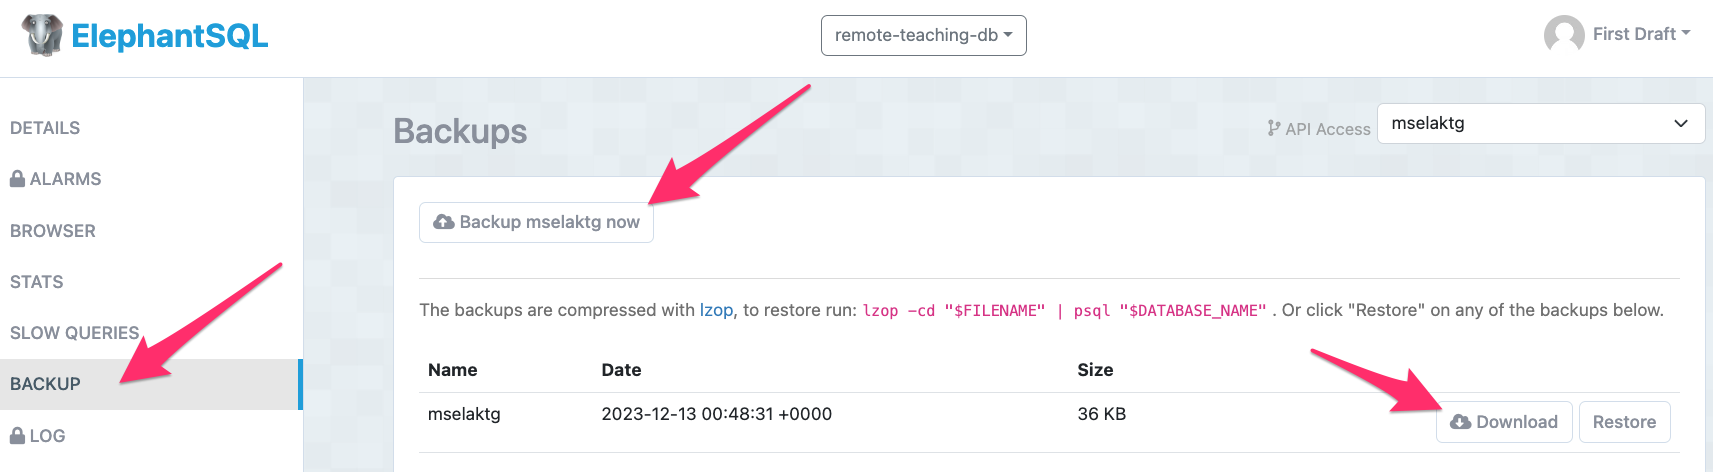 ElephantSQL
remote-teaching-db
First Draft
DETAILS
ALARMS
BROWSER
STATS
SLOW QUERIES
BACKUP
LOG
Backups
API Access
mselaktg
Backup mselaktg now
The backups are compressed with lzop, to restore run: lzop -cd "$FILENAME" | psql "$DATABASE_NAME" . Or click "Restore" on any of the backups below.
Name Date Size
mselaktg 2023-12-13 00:48:31 +0000 36 KB Download Restore